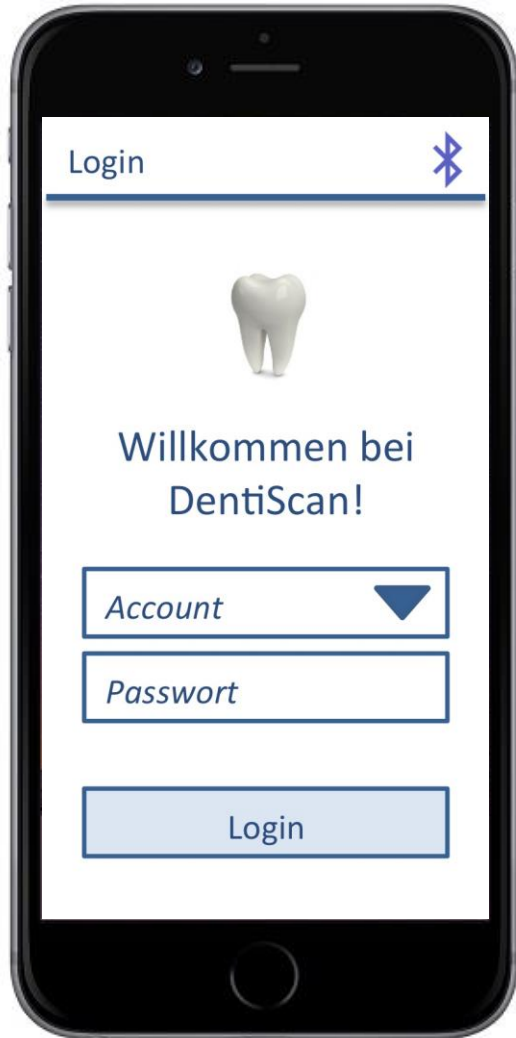 Login
Willkommen bei
DentiScan!
Account
Passwort
Login